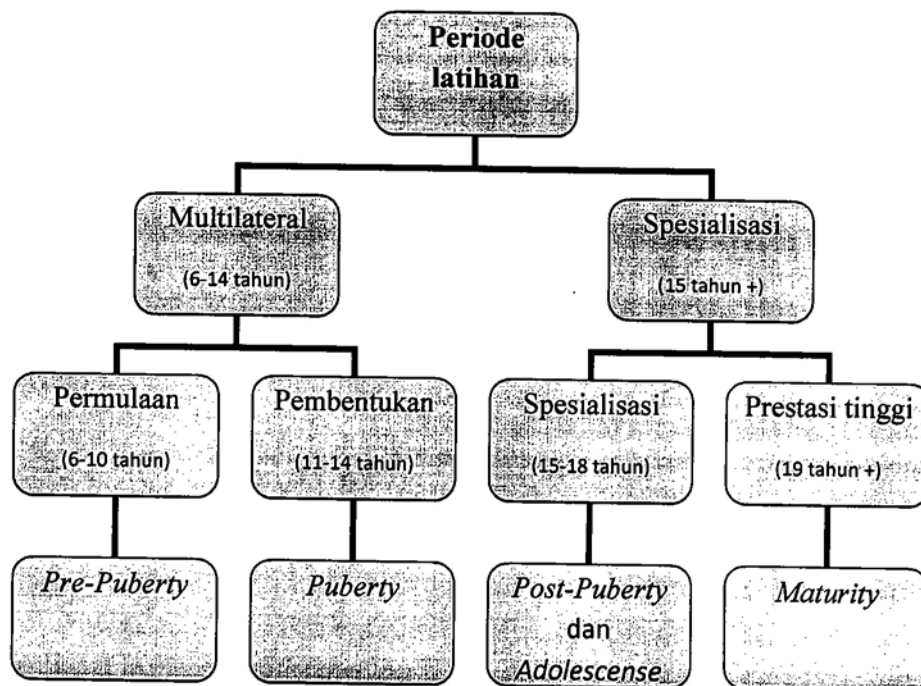 Periode
latihan
Multilateral
(6-14 tahun)
Spesialisasi
(15 tahun +)
Permulaan
(6-10 tahun)
Pembentukan
(11-14 tahun)
Spesialisasi
(15-18 tahun)
Prestasi tinggi
(19 tahun +)
Pre-Puberty
Puberty
Post-Puberty
dan
Adolescense
Maturity